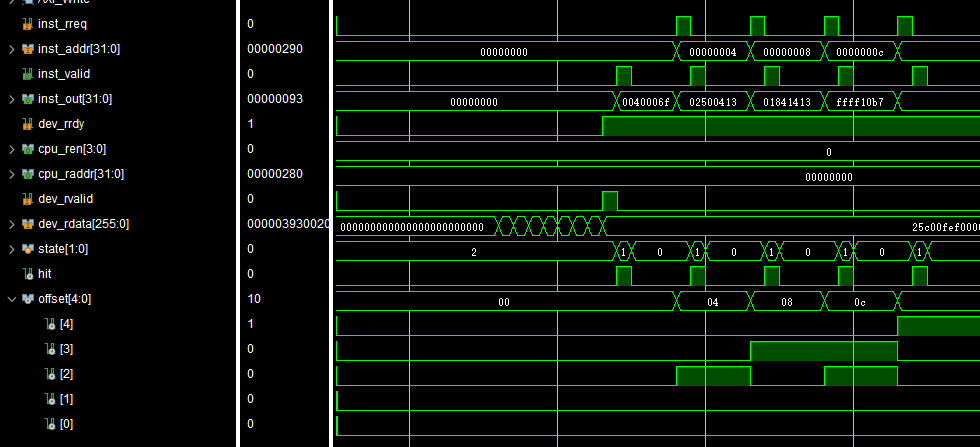 inst_rreq 0
inst_addr[31:0] 00000290 00000000 00000004 00000008 0000000c
inst_valid 0
inst_out[31:0] 00000093 00000000 0040006f 02500413 01841413 ffff10b7
dev_rrdy 1
cpu_ren[3:0] 0 0
cpu_raddr[31:0] 00000280 00000000
dev_rvalid 0
dev_rdata[255:0] 000003930020 25c00fef0000
state[1:0] 0 2 1 0 1 0 1 0 1 0 1
hit 0
offset[4:0] 10 00 04 08 0c
[4] 1
[3] 0
[2] 0
[1] 0
[0] 0